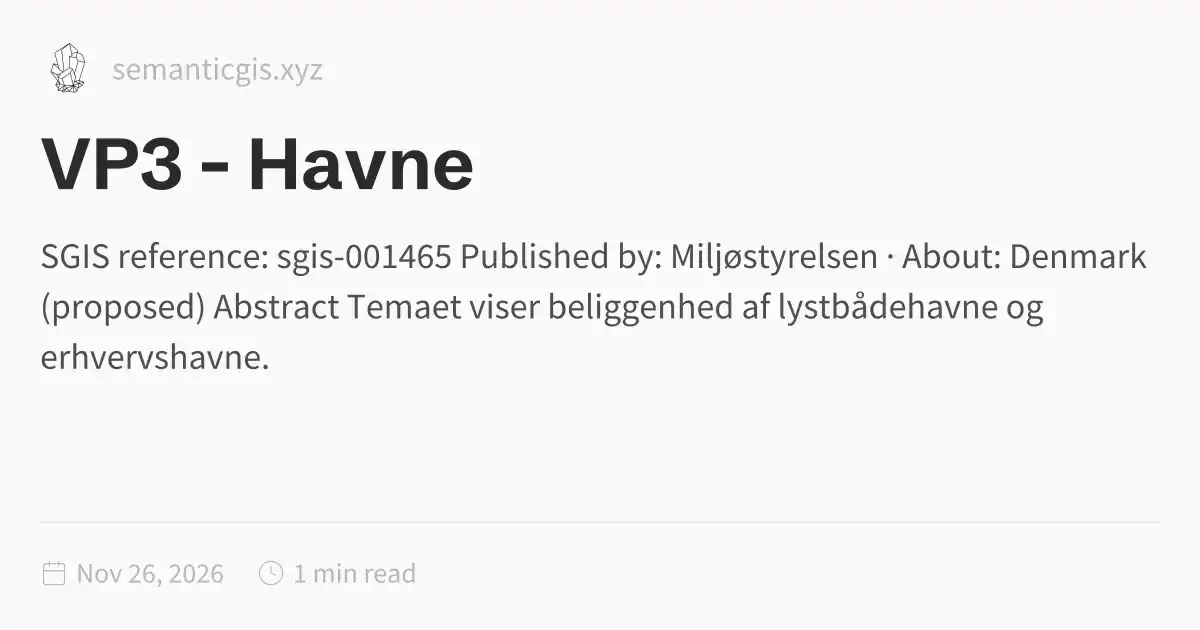 semanticgis.xyz
VP3 - Havne
SGIS reference: sgis-001465 Published by: Miljøstyrelsen · About: Denmark
(proposed) Abstract Temaet viser beliggenhed af lystbådehavne og
erhvervshavne.
Nov 26, 2026 1 min read